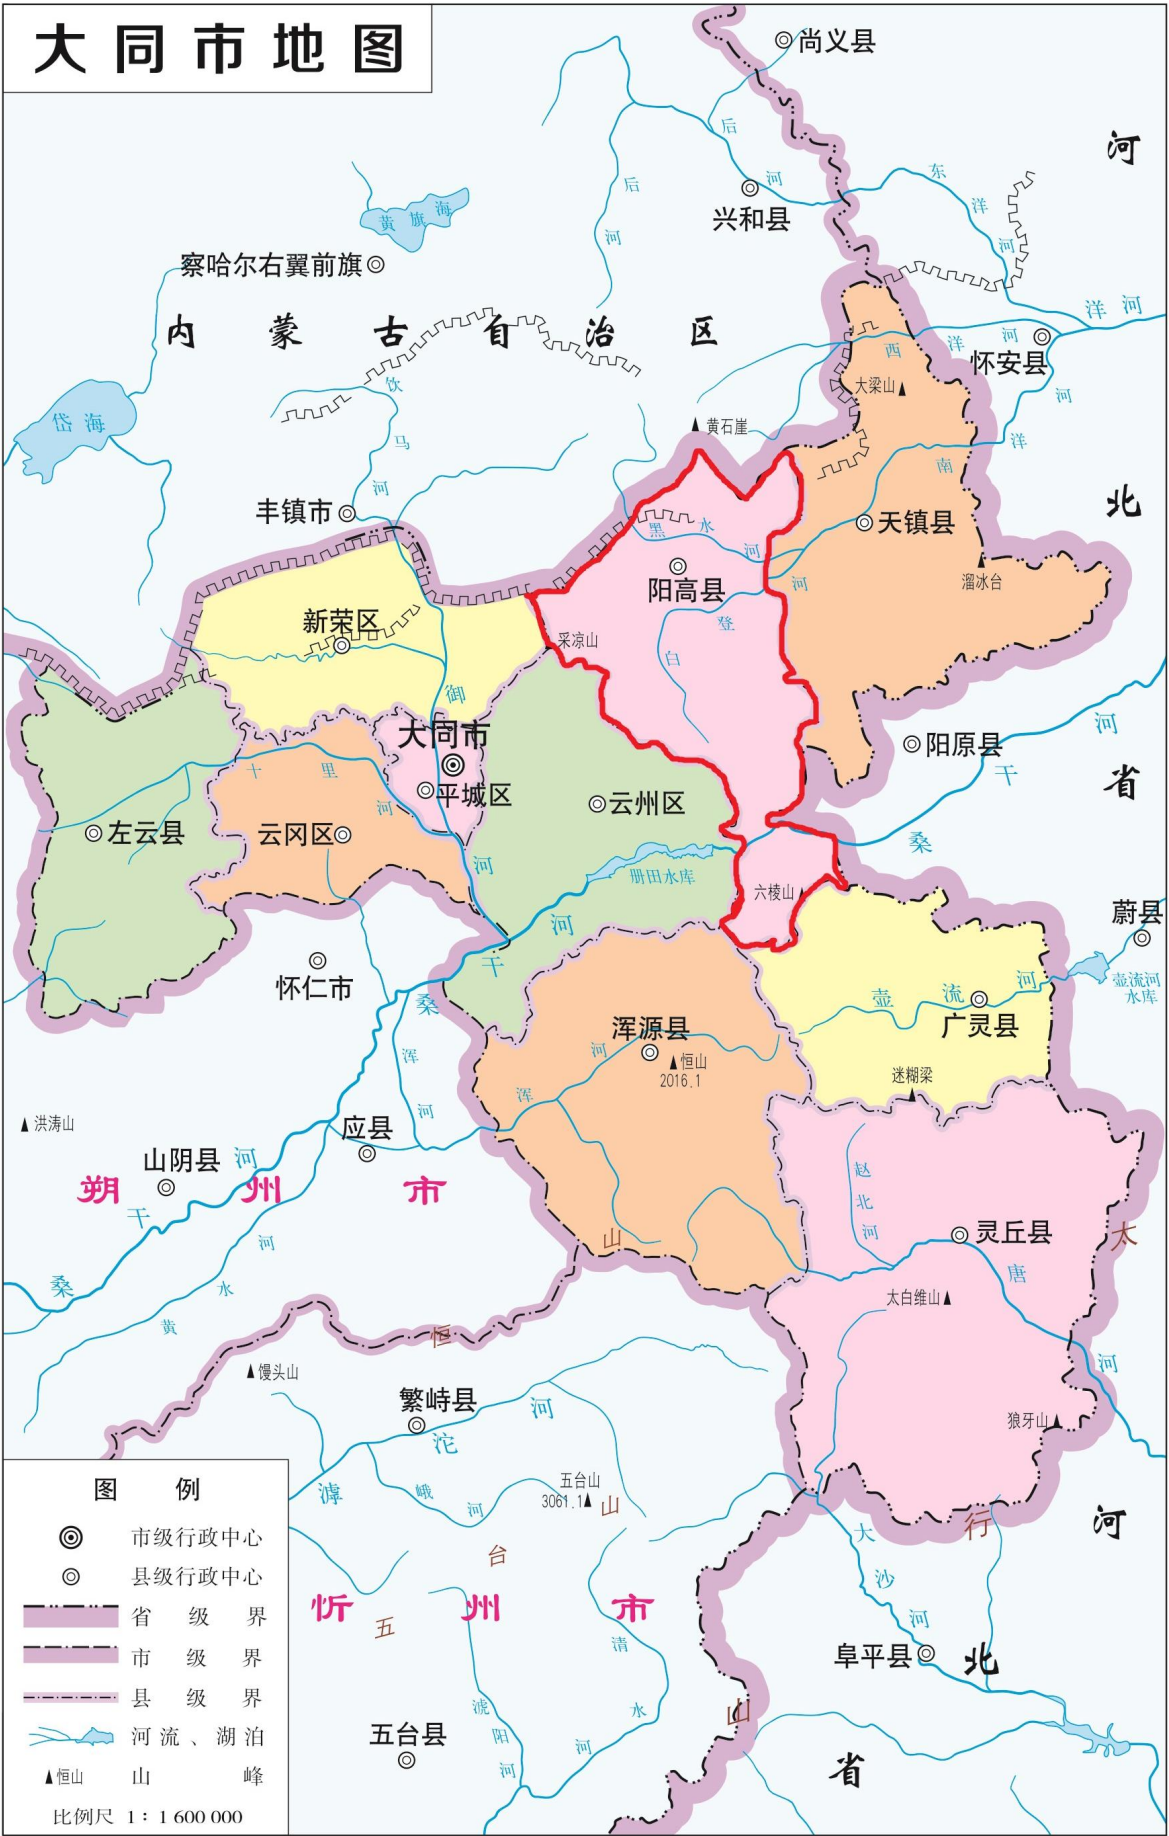 大同市地图
尚义县
河
后
河
兴和县
后
河
东
洋
河
黄旗海
察哈尔右翼前旗
洋河
内蒙古自治区
西洋河
怀安县
大梁山
饮
马
河
岱海
黄石崖
河
洋
南
丰镇市
北
黑水河
天镇县
阳高县
溜冰台
河
登
白
新荣区
采凉山
御
大同市
河
阳原县
干
十里
河
平城区
云州区
省
左云县
云冈区
桑
河
册田水库
六棱山
河
蔚县
干
怀仁市
桑
壶流河
壶流河
水库
广灵县
浑源县
河
恒山
2016.1
浑
河
浑
迷糊梁
洪涛山
应县
山阴县
河
朔州市
干
赵
北
河
山
灵丘县
太
河
桑
水
唐
太白维山
黄
恒
河
馒头山
繁峙县
河
沱
狼牙山
滹
峨
河
五台山
3061.1
山
台
行
大
沙
河
河
忻州市
五
清
水
河
阜平县
北
山
滹
阳
河
五台县
省
图例
市级行政中心
县级行政中心
省级界
市级界
县级界
河流、湖泊
恒山 山峰
比例尺 1：1 600 000